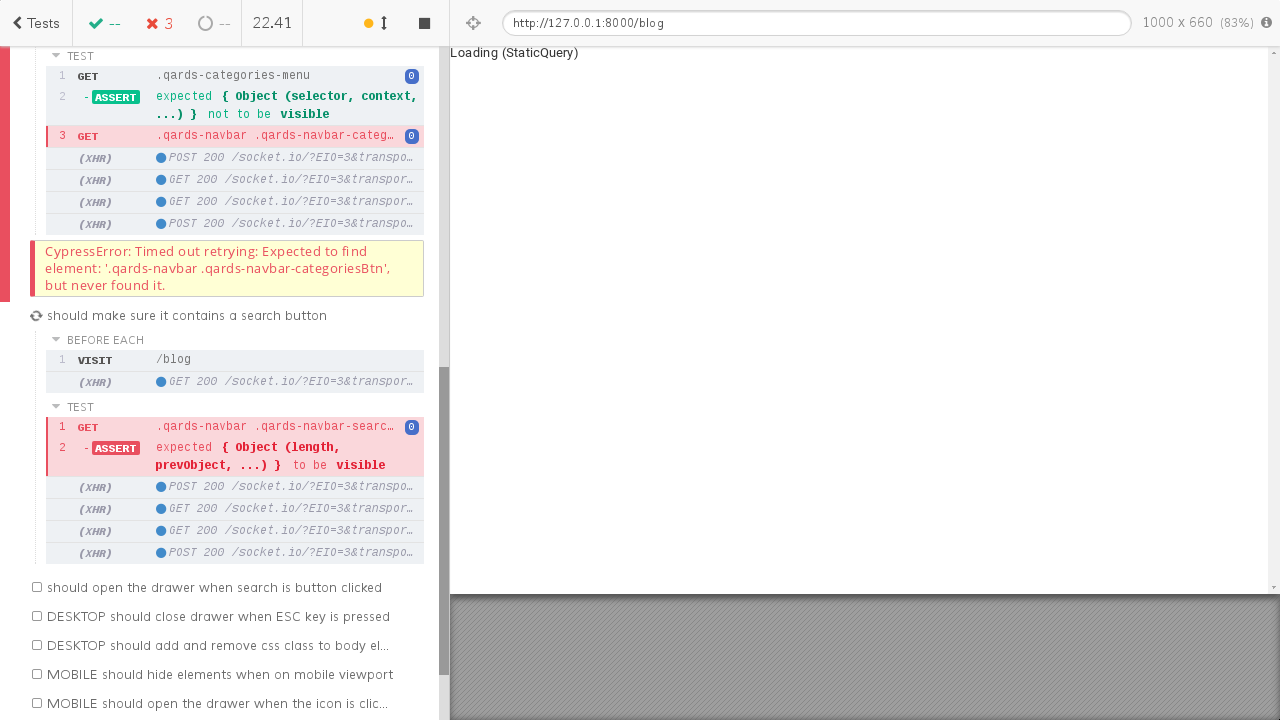 Tests -- 3 -- 22.41
http://127.0.0.1:8000/blog 1000 x 660 (83%)
TEST
1 GET .qards-categories-menu 0
2 - ASSERT expected { Object (selector, context,
...) } not to be visible
3 GET .qards-navbar .qards-navbar-categ… 0
(XHR) POST 200 /socket.io/?EIO=3&transpo…
(XHR) GET 200 /socket.io/?EIO=3&transpor…
(XHR) GET 200 /socket.io/?EIO=3&transpor…
(XHR) POST 200 /socket.io/?EIO=3&transpo…
CypressError: Timed out retrying: Expected to find
element: '.qards-navbar .qards-navbar-categoriesBtn',
but never found it.
should make sure it contains a search button
BEFORE EACH
1 VISIT /blog
(XHR) GET 200 /socket.io/?EIO=3&transpor…
TEST
1 GET .qards-navbar .qards-navbar-searc… 0
2 - ASSERT expected { Object (length,
prevObject, ...) } to be visible
(XHR) POST 200 /socket.io/?EIO=3&transpo…
(XHR) GET 200 /socket.io/?EIO=3&transpor…
(XHR) GET 200 /socket.io/?EIO=3&transpor…
(XHR) POST 200 /socket.io/?EIO=3&transpo…
should open the drawer when search is button clicked
DESKTOP should close drawer when ESC key is pressed
DESKTOP should add and remove css class to body el...
MOBILE should hide elements when on mobile viewport
MOBILE should open the drawer when the icon is clic...
Loading (StaticQuery)